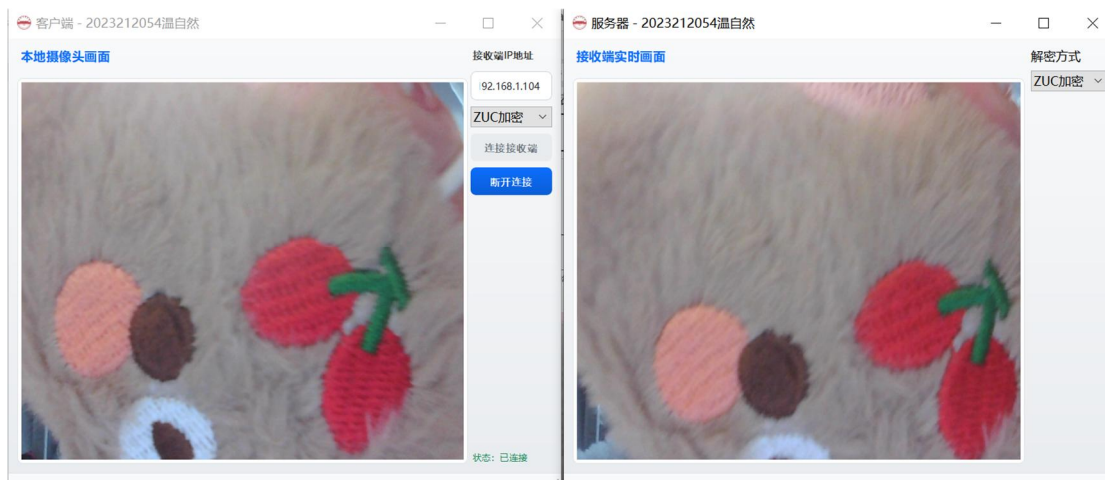 客户端 - 2023212054温自然
本地摄像头画面
接收端IP地址
92.168.1.104
ZUC加密
连接接收端
断开连接
状态：已连接
服务器 - 2023212054温自然
接收端实时画面
解密方式
ZUC加密